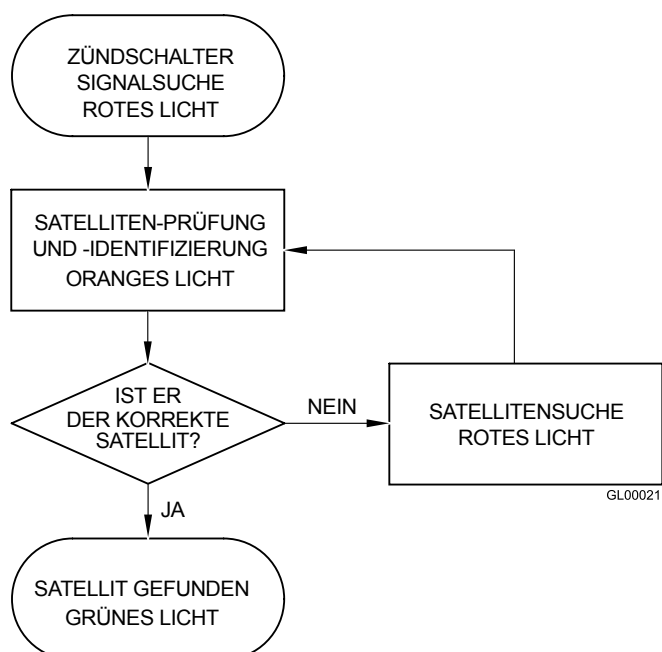 ZÜNDSCHALTER
SIGNALSUCHE
ROTES LICHT
SATELLITEN-PRÜFUNG
UND -IDENTIFIZIERUNG
ORANGES LICHT
IST ER
DER KORREKTE
SATELLIT?
NEIN
SATELLITENSUCHE
ROTES LICHT
GL00021
JA
SATELLIT GEFUNDEN
GRÜNES LICHT